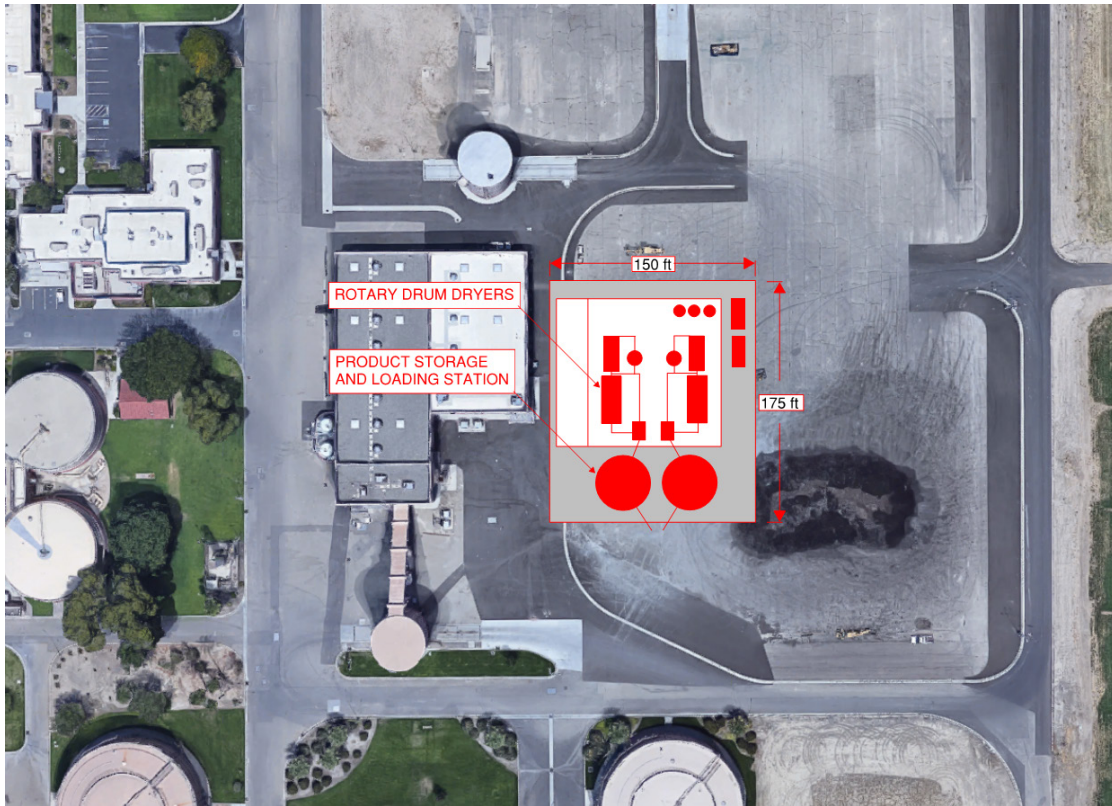 150 ft
ROTARY DRUM DRYERS
PRODUCT STORAGE
AND LOADING STATION
175 ft